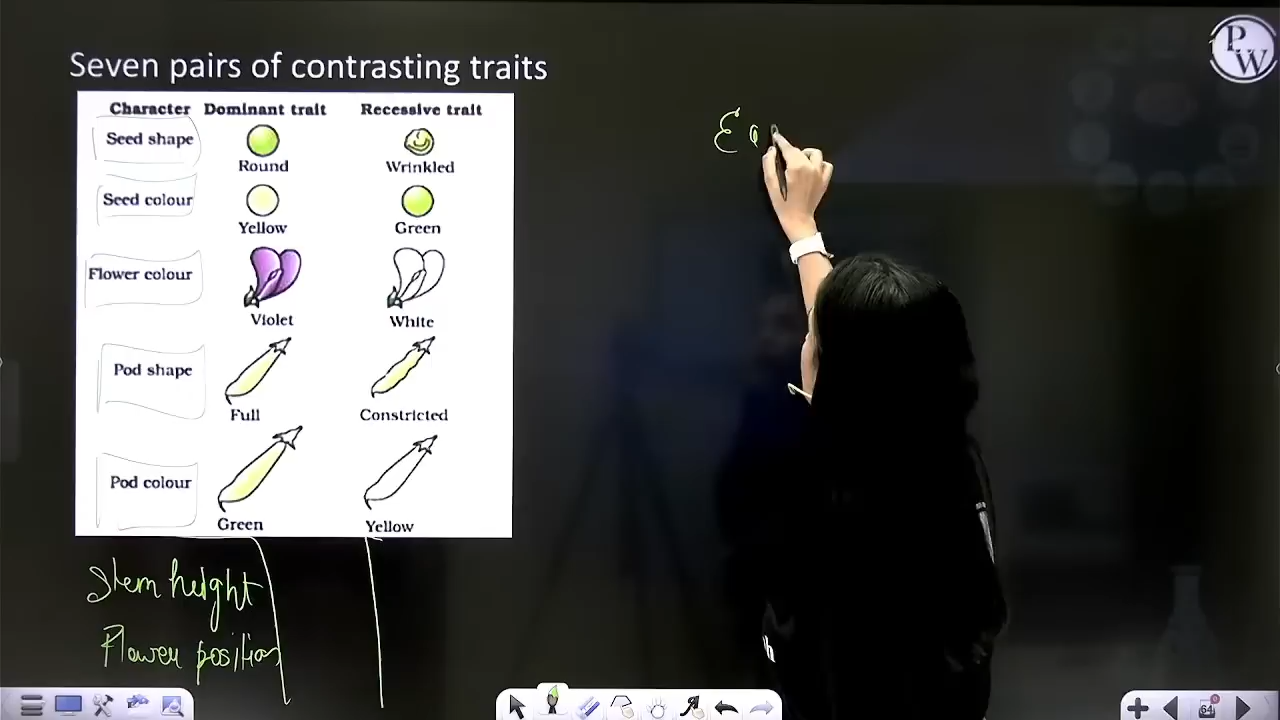 Seven pairs of contrasting traits
PW
Character Dominant trait Recessive trait
Seed shape
Round Wrinkled
Seed colour
Yellow Green
Flower colour
Violet White
Pod shape
Full Constricted
Pod colour
Green Yellow
Stem height
Flower position
64